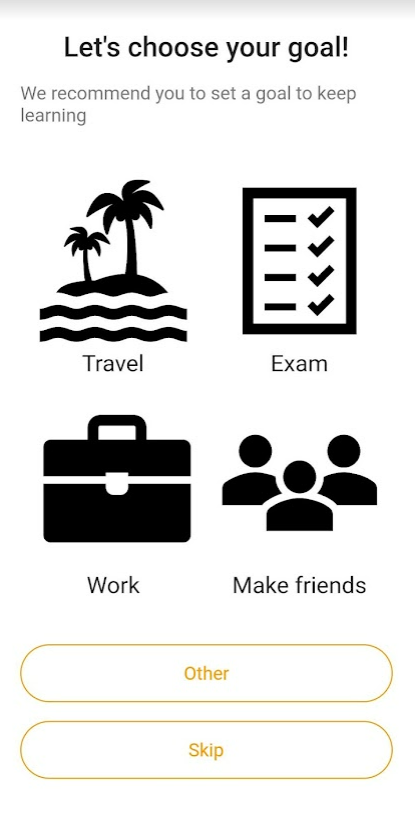 Let's choose your goal!
We recommend you to set a goal to keep
learning
Travel
Exam
Work
Make friends
Other
Skip